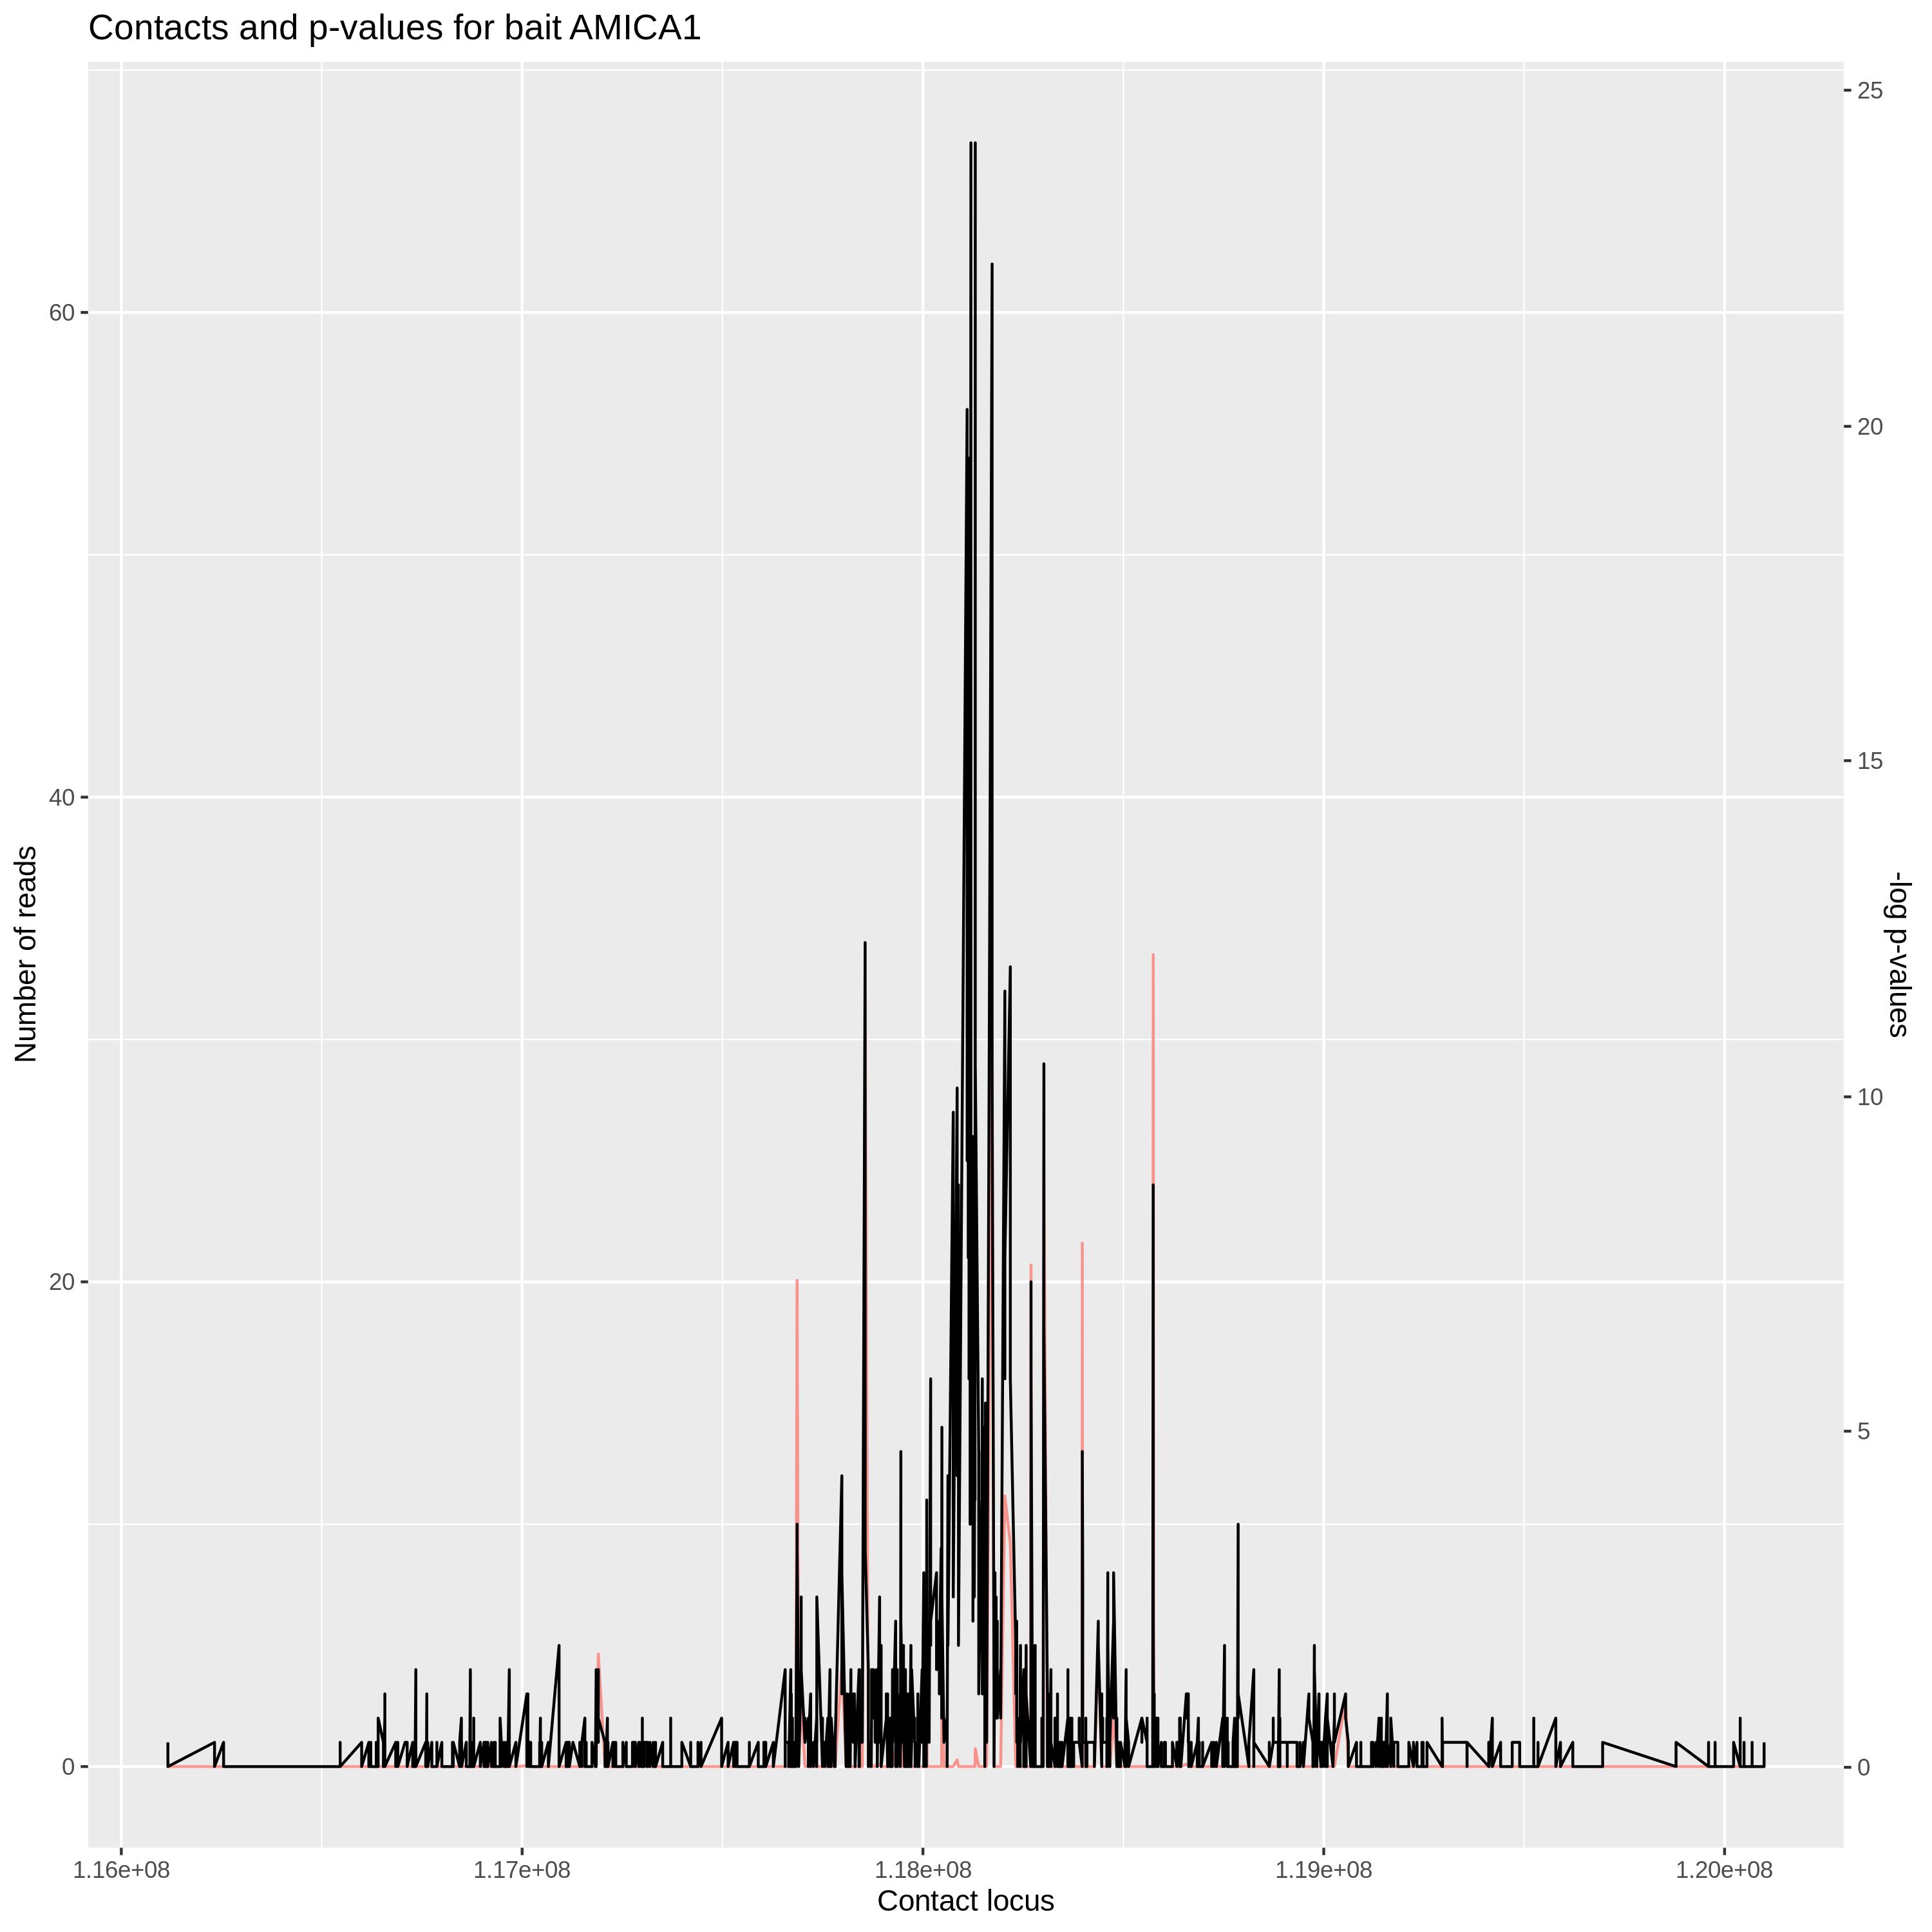 Contacts and p-values for bait AMICA1
25
60
20
15
40
Number of reads
-log p-values
10
20
5
0
0
1.16e+08 1.17e+08 1.18e+08 1.19e+08 1.20e+08
Contact locus